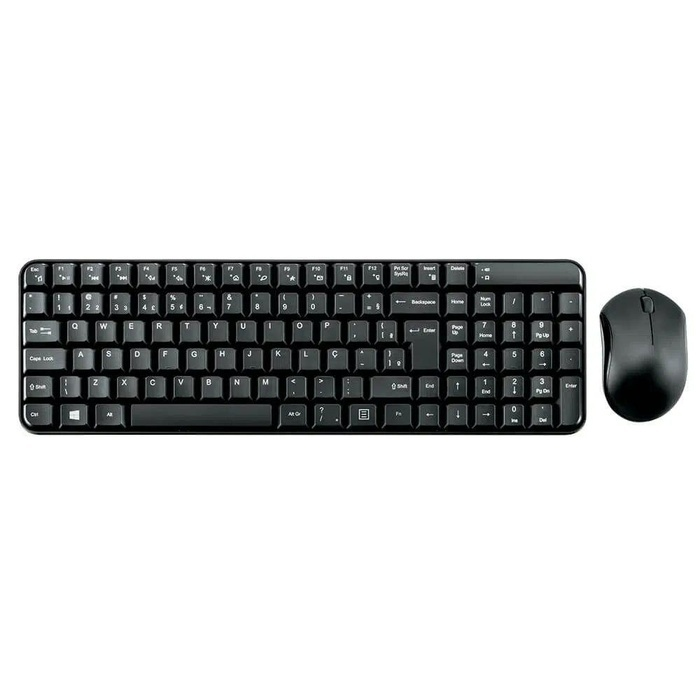 Esc F1 F2 F3 F4 F5 F6 F7 F8 F9 F10 F11 F12 Prt Scr SysRq Insert Delete
1 2 3 4 5 6 7 8 9 0 - + = § Backspace Home Num Lock / * -
Tab Q W E R T Y U I O P Enter Page Up 7 Home 8 ↑ 9 Pg Up +
Caps Lock A S D F G H J K L Ç Page Down 4 ← 5 6 →
⇧ Shift \ Z X C V B N M < > ⇧ Shift End ↑ 1 End 2 ↓ 3 Pg Dn Enter
Ctrl Alt Alt Gr / ? Fn ← ↓ → 0 Ins Del